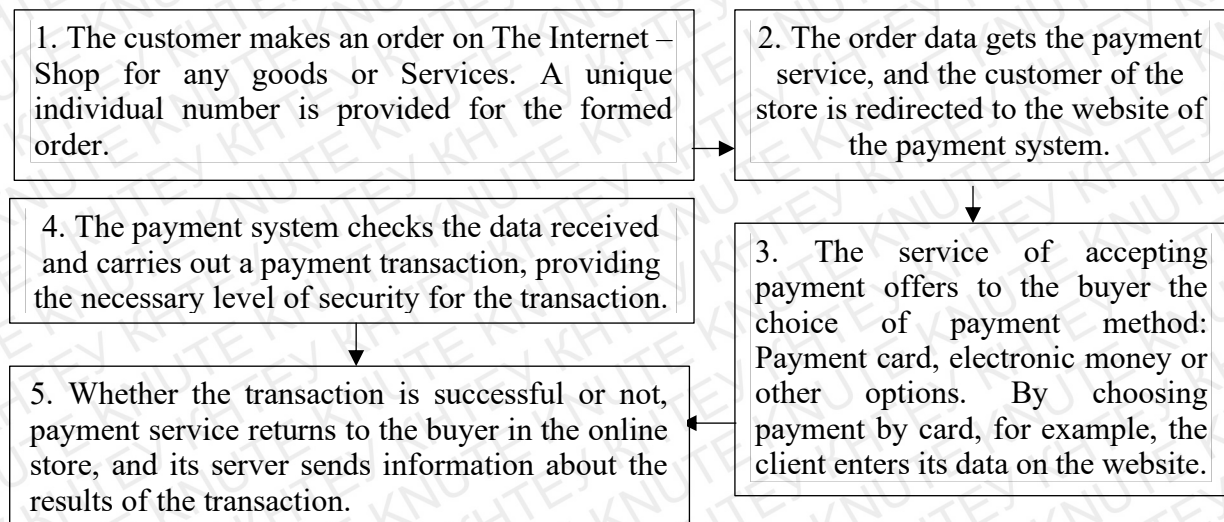 1. The customer makes an order on The Internet –
Shop for any goods or Services. A unique
individual number is provided for the formed
order.
2. The order data gets the payment
service, and the customer of the
store is redirected to the website of
the payment system.
3. The service of accepting
payment offers to the buyer the
choice of payment method:
Payment card, electronic money or
other options. By choosing
payment by card, for example, the
client enters its data on the website.
4. The payment system checks the data received
and carries out a payment transaction, providing
the necessary level of security for the transaction.
5. Whether the transaction is successful or not,
payment service returns to the buyer in the online
store, and its server sends information about the
results of the transaction.